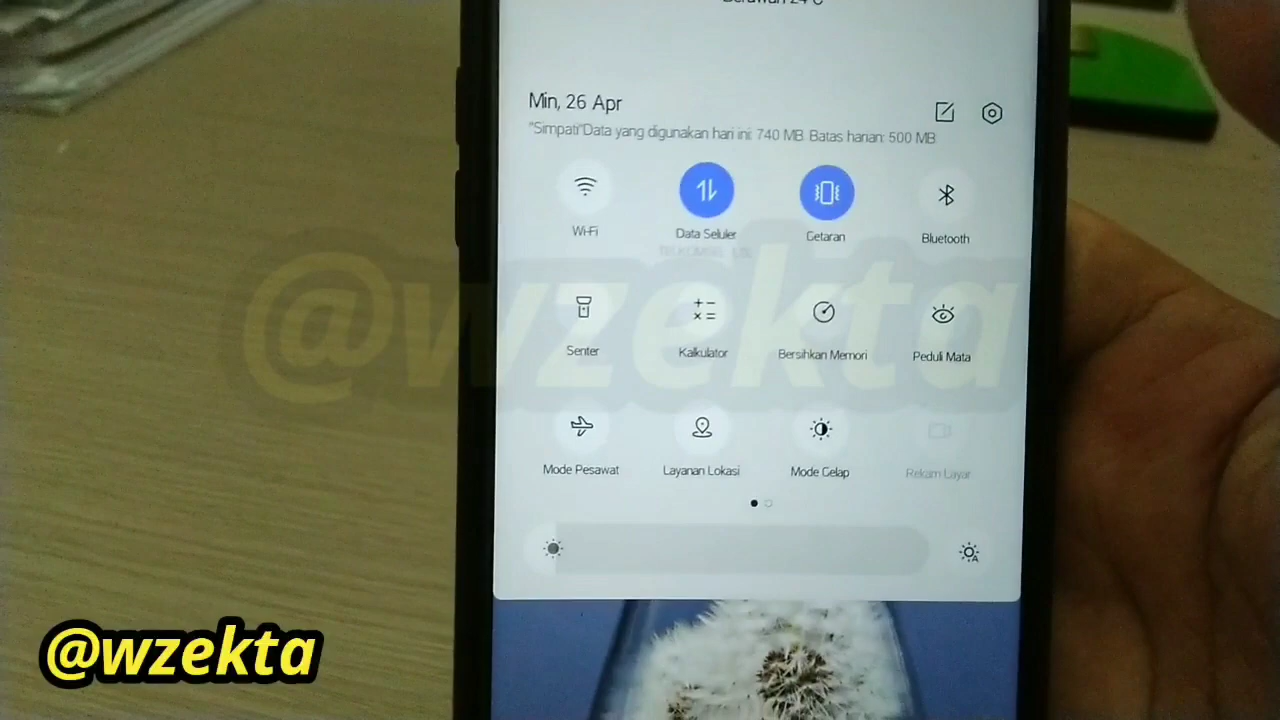 Min, 26 Apr
"Simpati"Data yang digunakan hari ini: 740 MB. Batas harian: 500 MB
Wi-Fi
Data Seluler
Getaran
Bluetooth
@wzekta
Senter
Kalkulator
Bersihkan Memori
Peduli Mata
Mode Pesawat
Layanan Lokasi
Mode Gelap
Rekam Layar
@wzekta